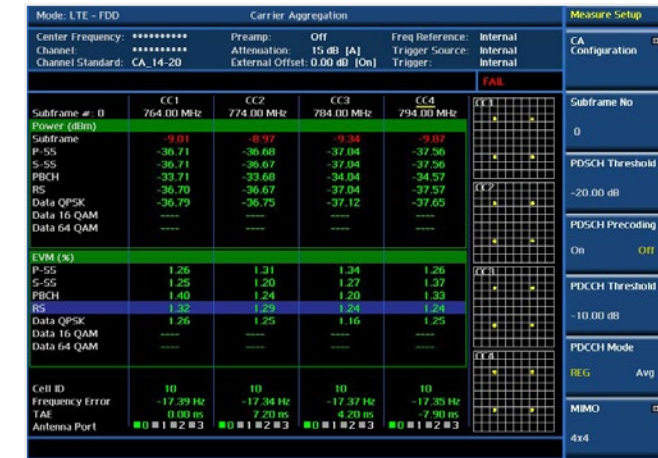 Mode: LTE - FDD Carrier Aggregation Measure Setup
Center Frequency: ********** Preamp: Off Freq Reference: Internal
Channel: ********** Attenuation: 15 dB [A] Trigger Source: Internal
Channel Standard: CA_14-20 External Offset: 0.00 dB [On] Trigger: Internal
CA Configuration
FAIL
CC1 CC2 CC3 CC4
Subframe #: 0 764.00 MHz 774.00 MHz 784.00 MHz 794.00 MHz
Power (dBm)
Subframe -9.01 -8.97 -9.34 -9.87
P-SS -36.71 -36.68 -37.04 -37.56
S-SS -36.71 -36.67 -37.04 -37.56
PBCH -33.71 -33.68 -34.04 -34.57
RS -36.70 -36.67 -37.04 -37.57
Data QPSK -36.79 -36.75 -37.12 -37.65
Data 16 QAM ---- ---- ---- ----
Data 64 QAM ---- ---- ---- ----
EVM (%)
P-SS 1.26 1.31 1.34 1.26
S-SS 1.25 1.20 1.27 1.37
PBCH 1.40 1.24 1.20 1.33
RS 1.32 1.29 1.24 1.24
Data QPSK 1.26 1.25 1.16 1.25
Data 16 QAM ---- ---- ---- ----
Data 64 QAM ---- ---- ---- ----
Cell ID 10 10 10 10
Frequency Error -17.39 Hz -17.34 Hz -17.37 Hz -17.35 Hz
TAE 0.00 ns 7.20 ns 4.20 ns -7.90 ns
Antenna Port 0 1 2 3 0 1 2 3 0 1 2 3 0 1 2 3
CC1
CC2
CC3
CC4
Subframe No
0
PDSCH Threshold
-20.00 dB
PDSCH Precoding
On Off
PDCCH Threshold
-10.00 dB
PDCCH Mode
REG Avg
MIMO
4x4